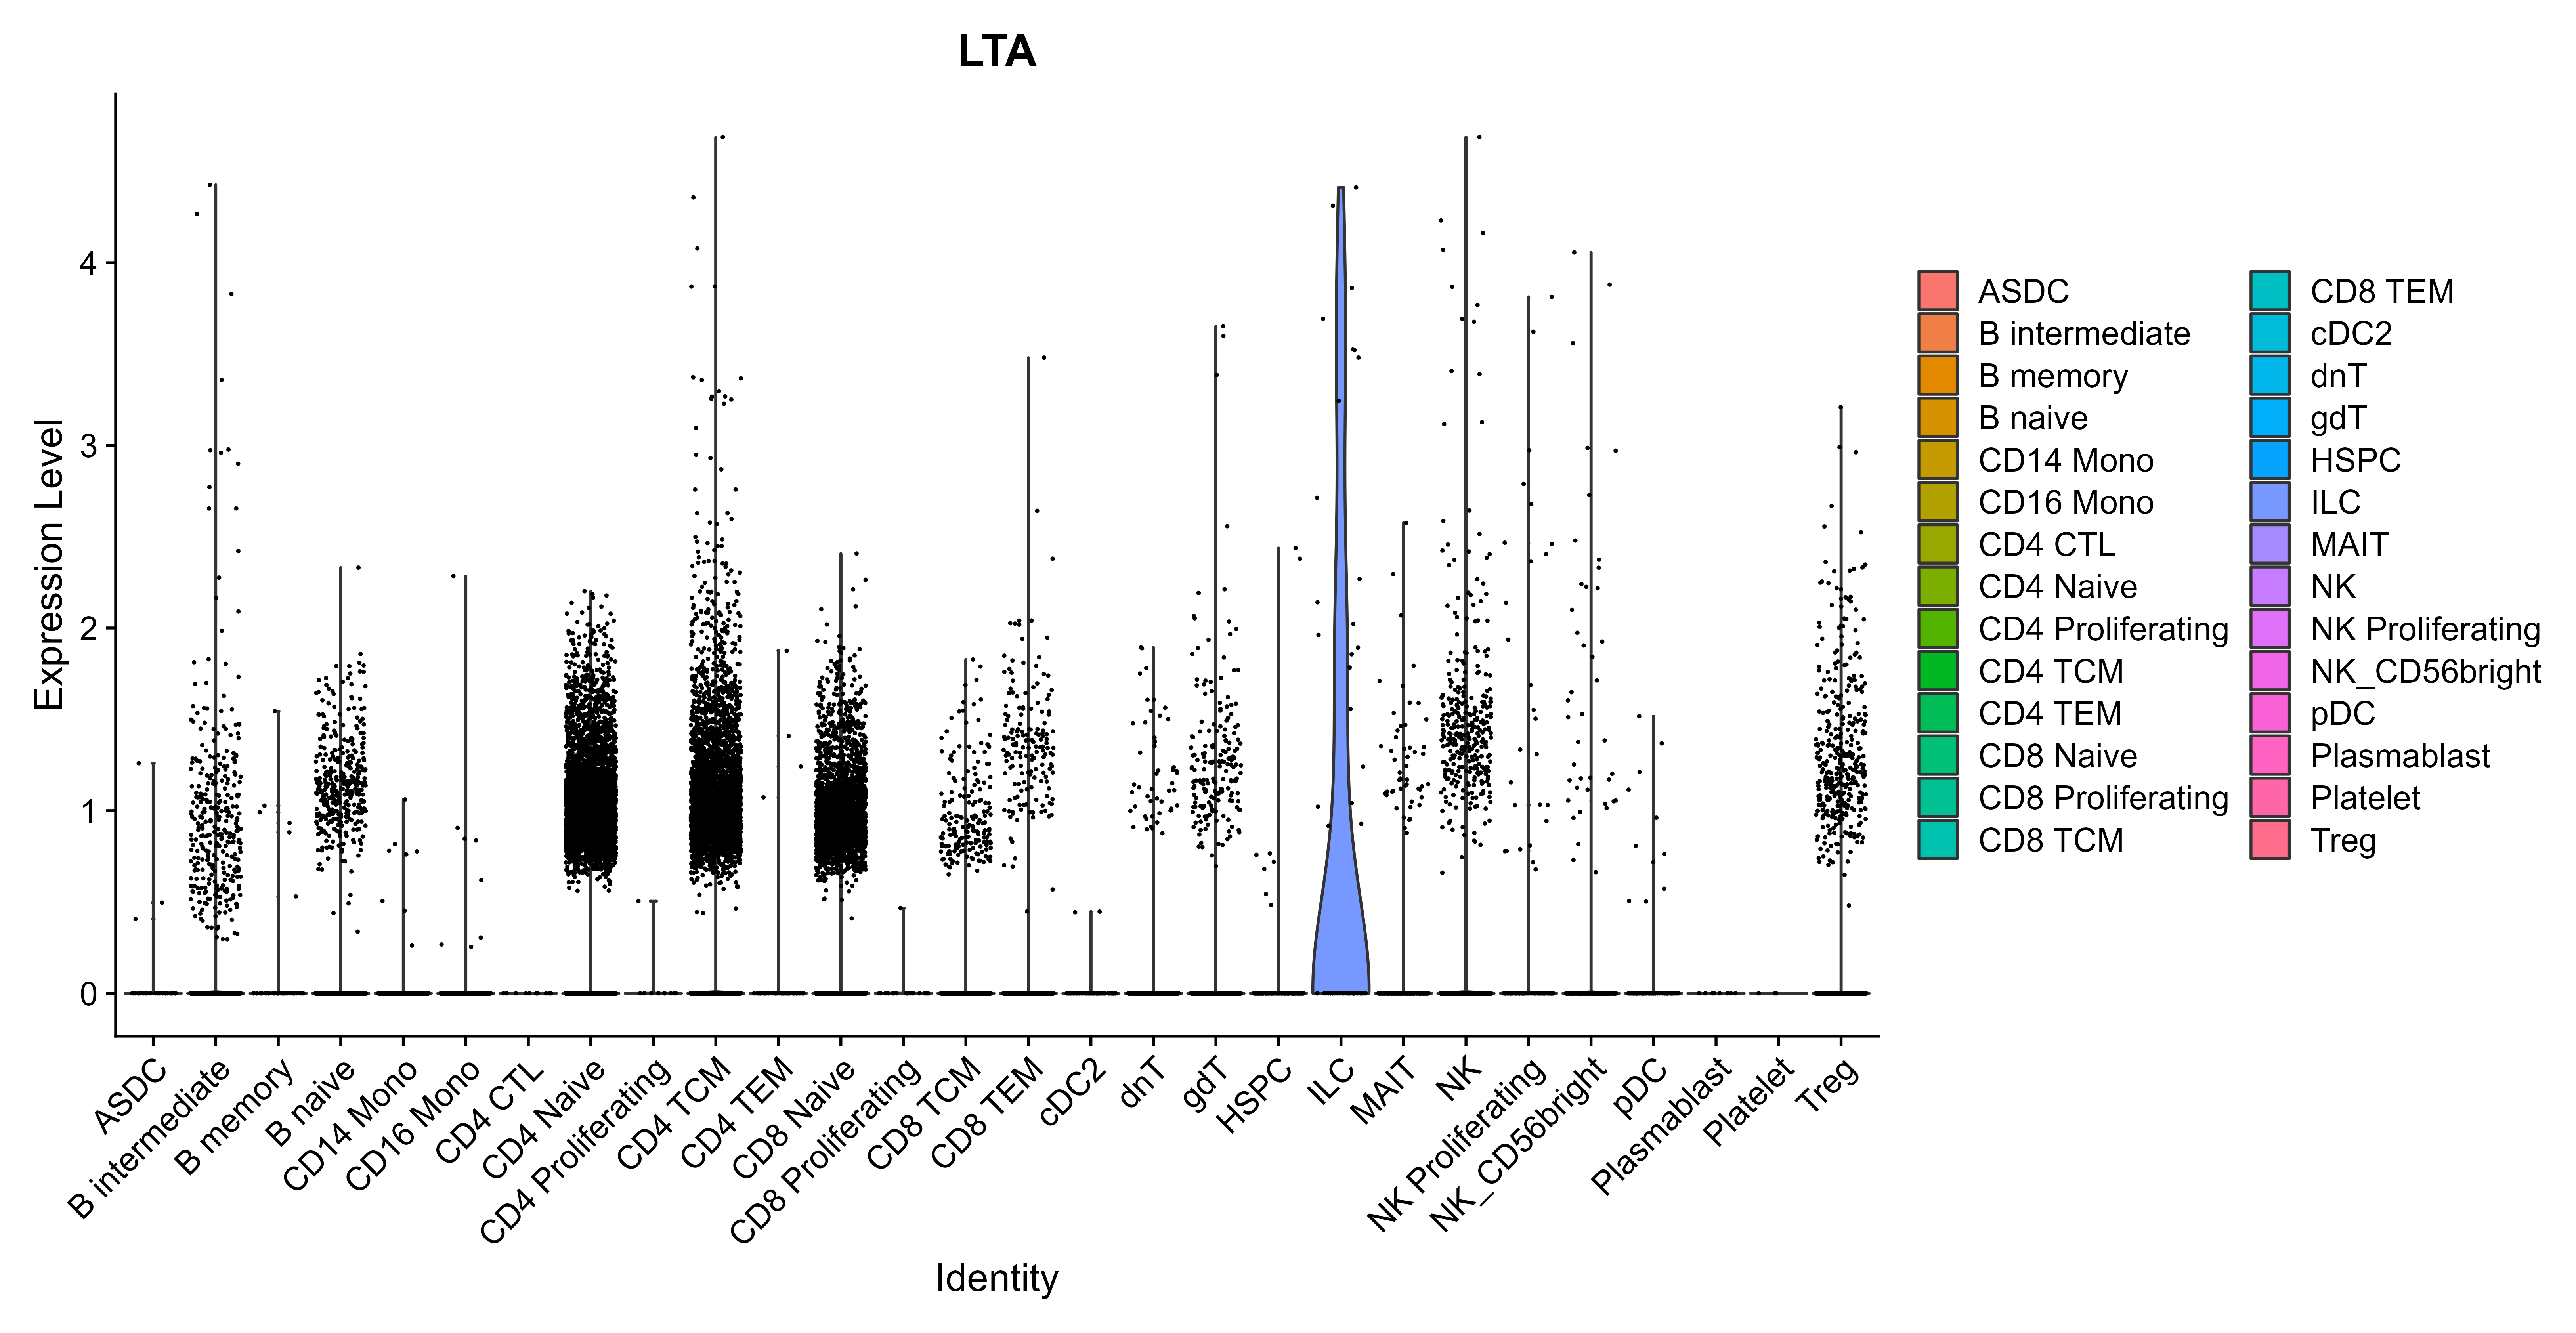 LTA
Expression Level
4
3
2
1
0
ASDC
B intermediate
B memory
B naive
CD14 Mono
CD16 Mono
CD4 CTL
CD4 Naive
CD4 Proliferating
CD4 TCM
CD4 TEM
CD8 Naive
CD8 Proliferating
CD8 TCM
CD8 TEM
cDC2
dnT
gdT
HSPC
ILC
MAIT
NK
NK Proliferating
NK_CD56bright
pDC
Plasmablast
Platelet
Treg
Identity
ASDC
B intermediate
B memory
B naive
CD14 Mono
CD16 Mono
CD4 CTL
CD4 Naive
CD4 Proliferating
CD4 TCM
CD4 TEM
CD8 Naive
CD8 Proliferating
CD8 TCM
CD8 TEM
cDC2
dnT
gdT
HSPC
ILC
MAIT
NK
NK Proliferating
NK_CD56bright
pDC
Plasmablast
Platelet
Treg